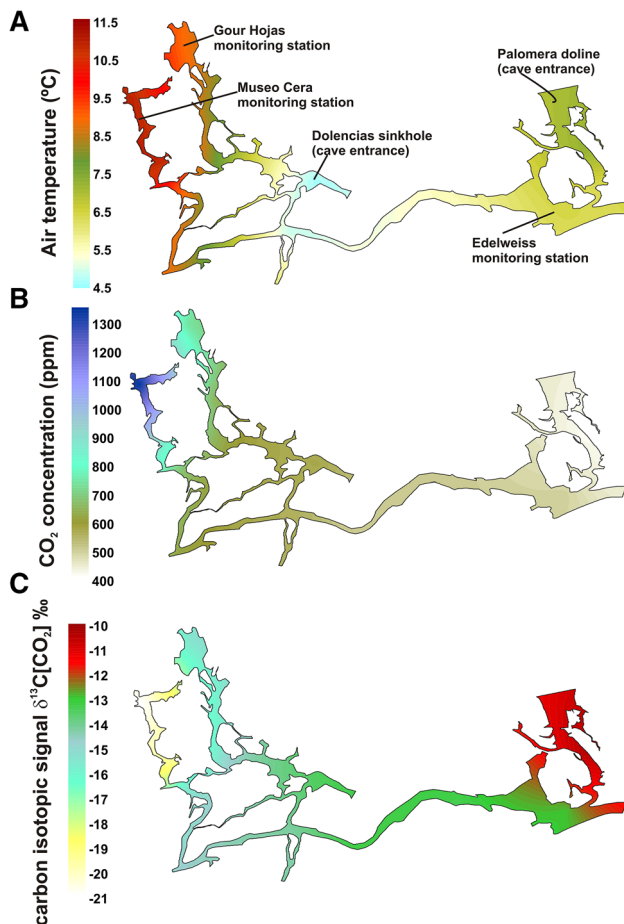 A
Air temperature (ºC)
11.5
10.5
9.5
8.5
7.5
6.5
5.5
4.5
Gour Hojas
monitoring station
Museo Cera
monitoring station
Dolencias sinkhole
(cave entrance)
Palomera doline
(cave entrance)
Edelweiss
monitoring station
B
CO₂ concentration (ppm)
1300
1200
1100
1000
900
800
700
600
500
400
C
carbon isotopic signal δ¹³C[CO₂] ‰
-10
-11
-12
-13
-14
-15
-16
-17
-18
-19
-20
-21